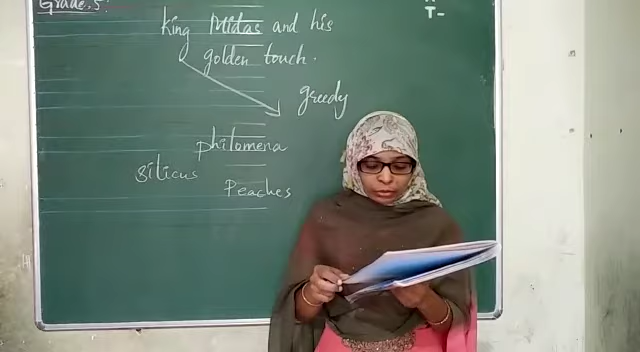 Grade: 5:
T-
King Midas and his
golden touch.
greedy
philomena
Silicus
Peaches